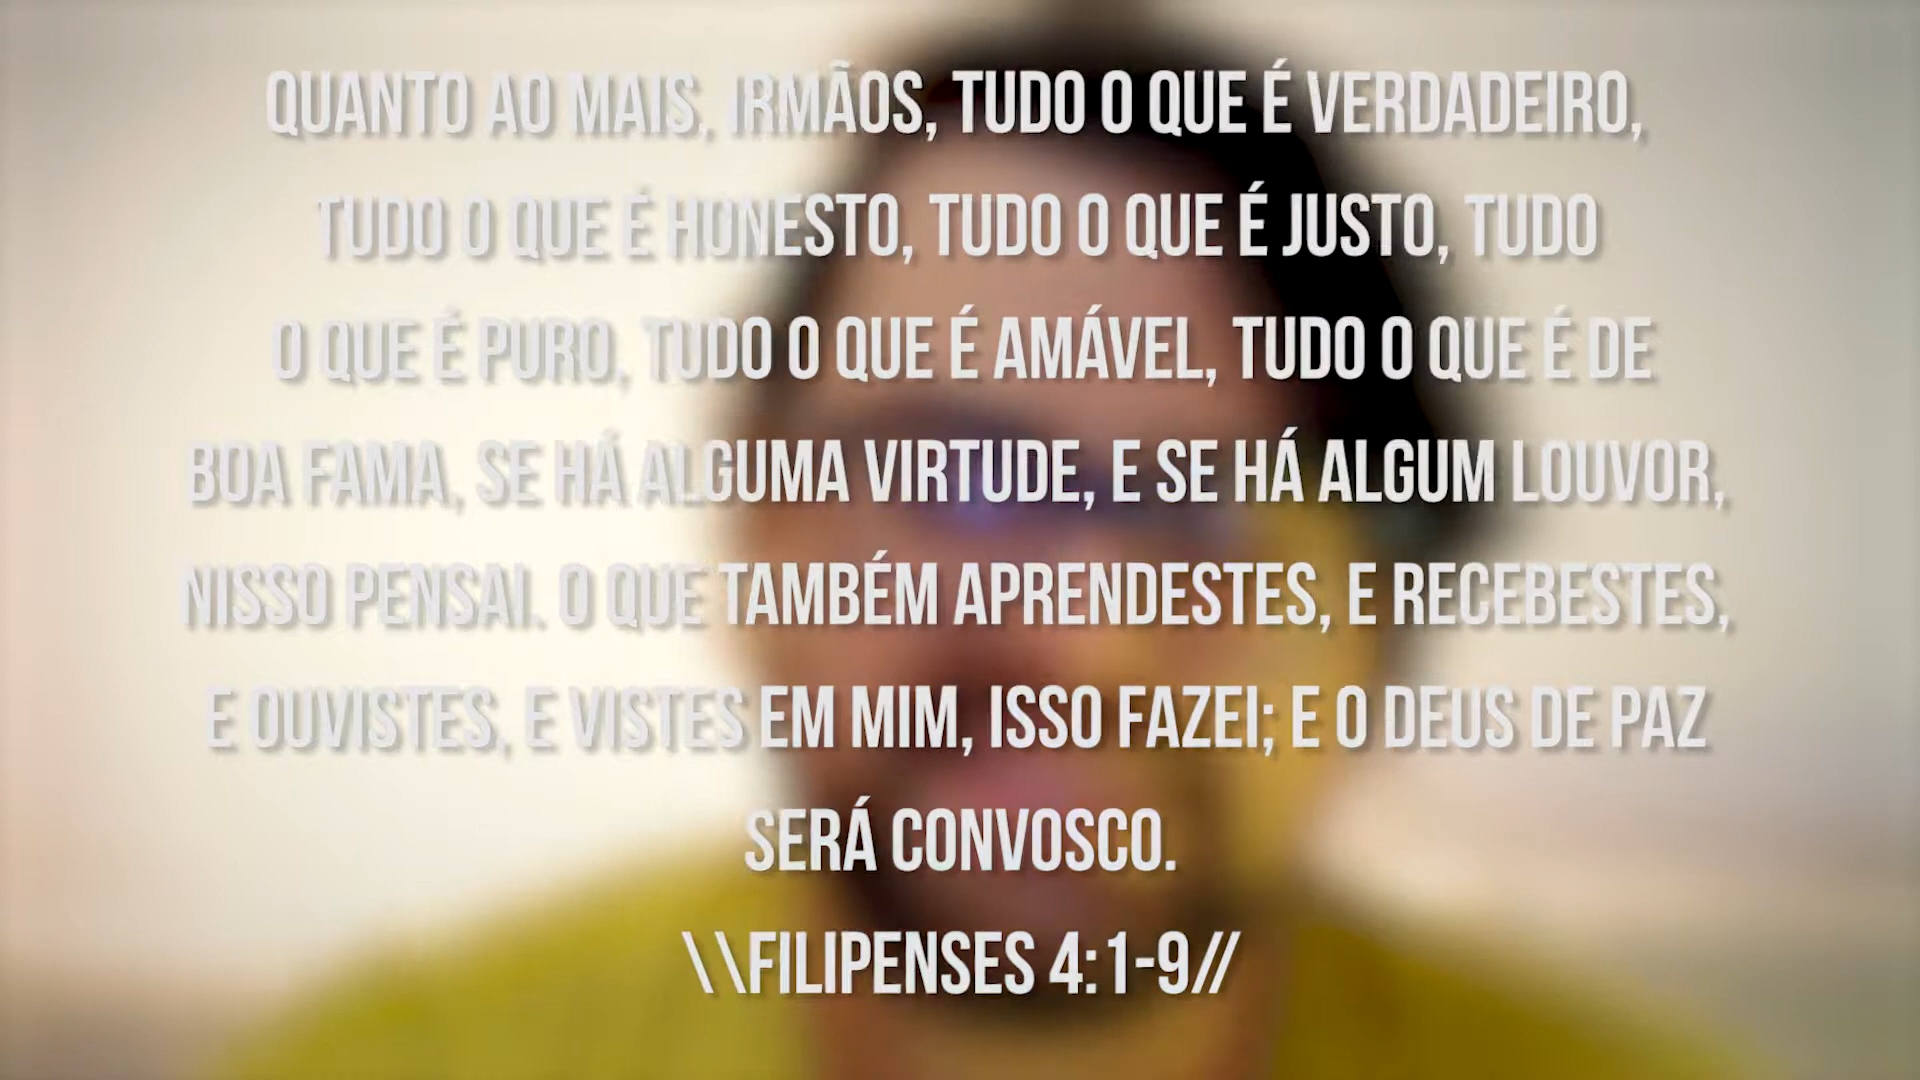 QUANTO AO MAIS, IRMÃOS, TUDO O QUE É VERDADEIRO,
TUDO O QUE É HONESTO, TUDO O QUE É JUSTO, TUDO
O QUE É PURO, TUDO O QUE É AMÁVEL, TUDO O QUE É DE
BOA FAMA, SE HÁ ALGUMA VIRTUDE, E SE HÁ ALGUM LOUVOR,
NISSO PENSAI. O QUE TAMBÉM APRENDESTES, E RECEBESTES,
E OUVISTES, E VISTES EM MIM, ISSO FAZEI; E O DEUS DE PAZ
SERÁ CONVOSCO.
\\FILIPENSES 4:1-9//